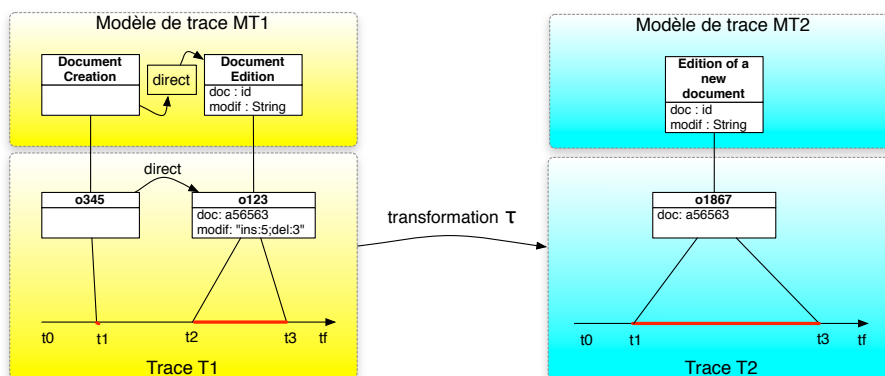 Modèle de trace MT1
Document
Creation
direct
Document
Edition
doc : id
modif : String
direct
o345
o123
doc: a56563
modif: "ins:5;del:3"
t0
t1
t2
t3
tf
Trace T1
transformation τ
Modèle de trace MT2
Edition of a
new
document
doc : id
modif : String
o1867
doc: a56563
t0
t1
t3
tf
Trace T2